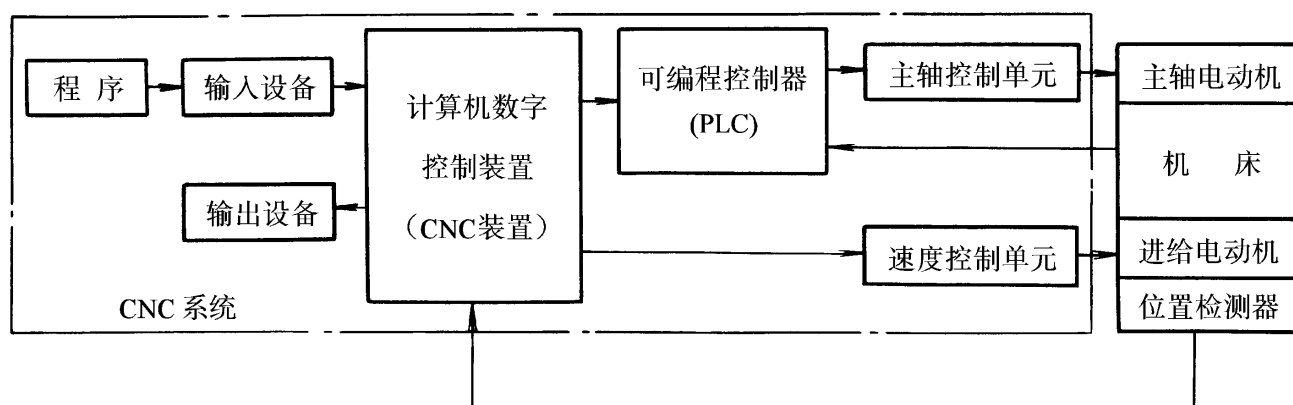 程 序
输入设备
输出设备
计算机数字
控制装置
（CNC装置）
可编程控制器
(PLC)
主轴控制单元
速度控制单元
主轴电动机
机 床
进给电动机
位置检测器
CNC 系统